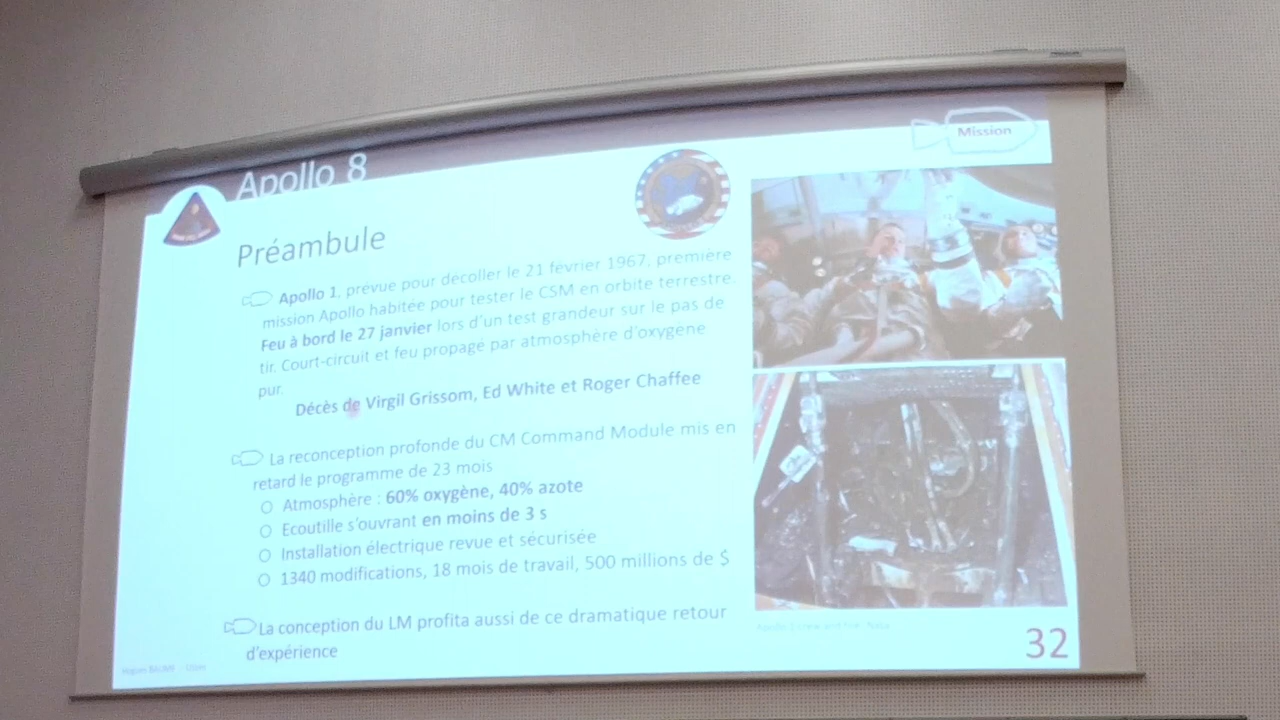 Apollo 8
Mission
Préambule
Apollo 1, prévue pour décoller le 21 février 1967, première
mission Apollo habitée pour tester le CSM en orbite terrestre.
Feu à bord le 27 janvier lors d'un test grandeur sur le pas de
tir. Court-circuit et feu propagé par atmosphère d'oxygène
pur.
Décès de Virgil Grissom, Ed White et Roger Chaffee
La reconception profonde du CM Command Module mis en
retard le programme de 23 mois
Atmosphère : 60% oxygène, 40% azote
Ecoutille s'ouvrant en moins de 3 s
Installation électrique revue et sécurisée
1340 modifications, 18 mois de travail, 500 millions de $
La conception du LM profita aussi de ce dramatique retour
d'expérience
32